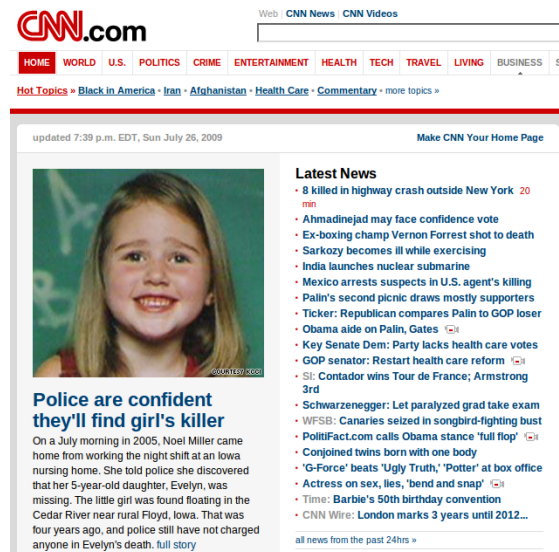 CNN.com
Web | CNN News | CNN Videos
HOME WORLD U.S. POLITICS CRIME ENTERTAINMENT HEALTH TECH TRAVEL LIVING BUSINESS S
Hot Topics » Black in America • Iran • Afghanistan • Health Care • Commentary • more topics »
updated 7:39 p.m. EDT, Sun July 26, 2009
Make CNN Your Home Page
COURTESY KCCI
Police are confident
they'll find girl's killer
On a July morning in 2005, Noel Miller came
home from working the night shift at an Iowa
nursing home. She told police she discovered
that her 5-year-old daughter, Evelyn, was
missing. The little girl was found floating in the
Cedar River near rural Floyd, Iowa. That was
four years ago, and police still have not charged
anyone in Evelyn's death. full story
Latest News
• 8 killed in highway crash outside New York 20
min
• Ahmadinejad may face confidence vote
• Ex-boxing champ Vernon Forrest shot to death
• Sarkozy becomes ill while exercising
• India launches nuclear submarine
• Mexico arrests suspects in U.S. agent's killing
• Palin's second picnic draws mostly supporters
• Ticker: Republican compares Palin to GOP loser
• Obama aide on Palin, Gates
• Key Senate Dem: Party lacks health care votes
• GOP senator: Restart health care reform
• SI: Contador wins Tour de France; Armstrong
3rd
• Schwarzenegger: Let paralyzed grad take exam
• WFSB: Canaries seized in songbird-fighting bust
• PolitiFact.com calls Obama stance 'full flop'
• Conjoined twins born with one body
• 'G-Force' beats 'Ugly Truth,' 'Potter' at box office
• Actress on sex, lies, 'bend and snap'
• Time: Barbie's 50th birthday convention
• CNN Wire: London marks 3 years until 2012...
all news from the past 24hrs »